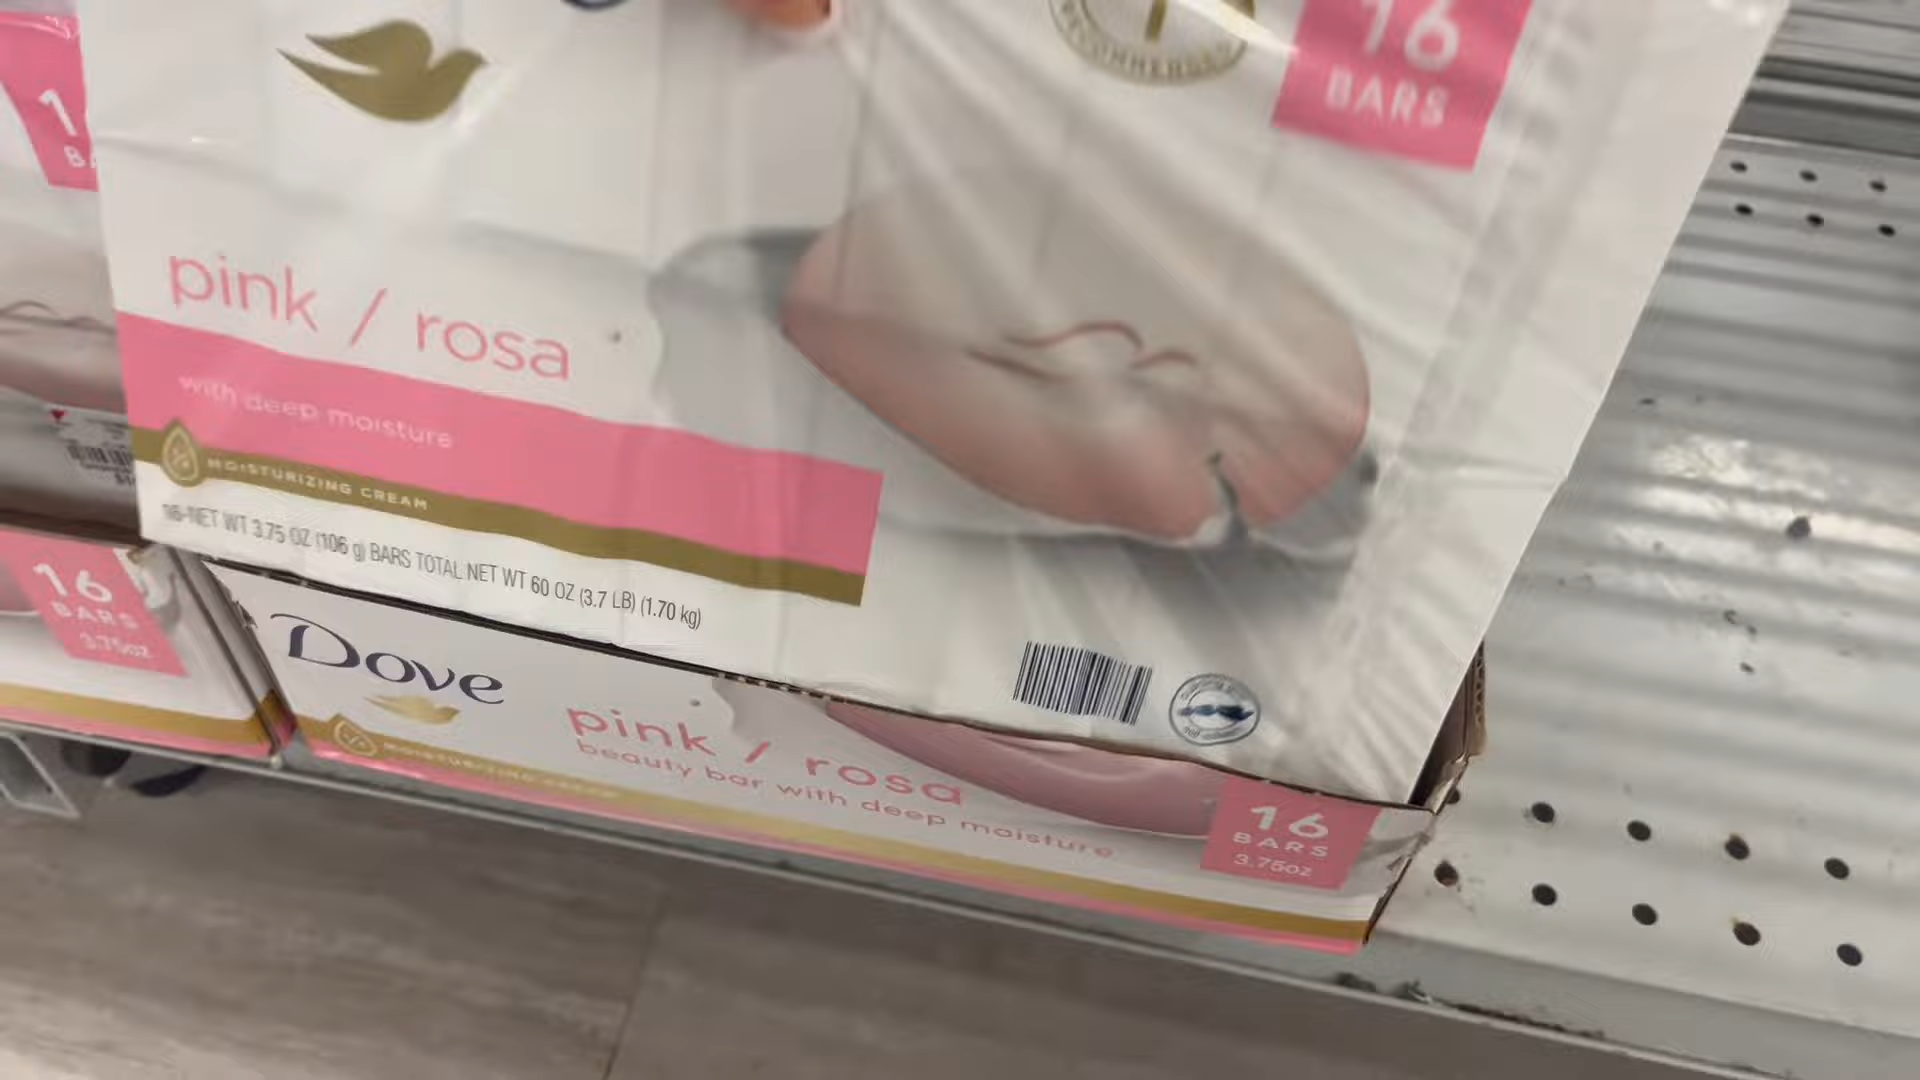 16
BARS
pink / rosa
with deep moisture
MOISTURIZING CREAM
16-NET WT 3.75 OZ (106 g) BARS TOTAL NET WT 60 OZ (3.7 LB) (1.70 kg)
16
BARS
3.75oz
Dove
pink / rosa
beauty bar with deep moisture
MOISTURIZING CREAM
16
BARS
3.75oz